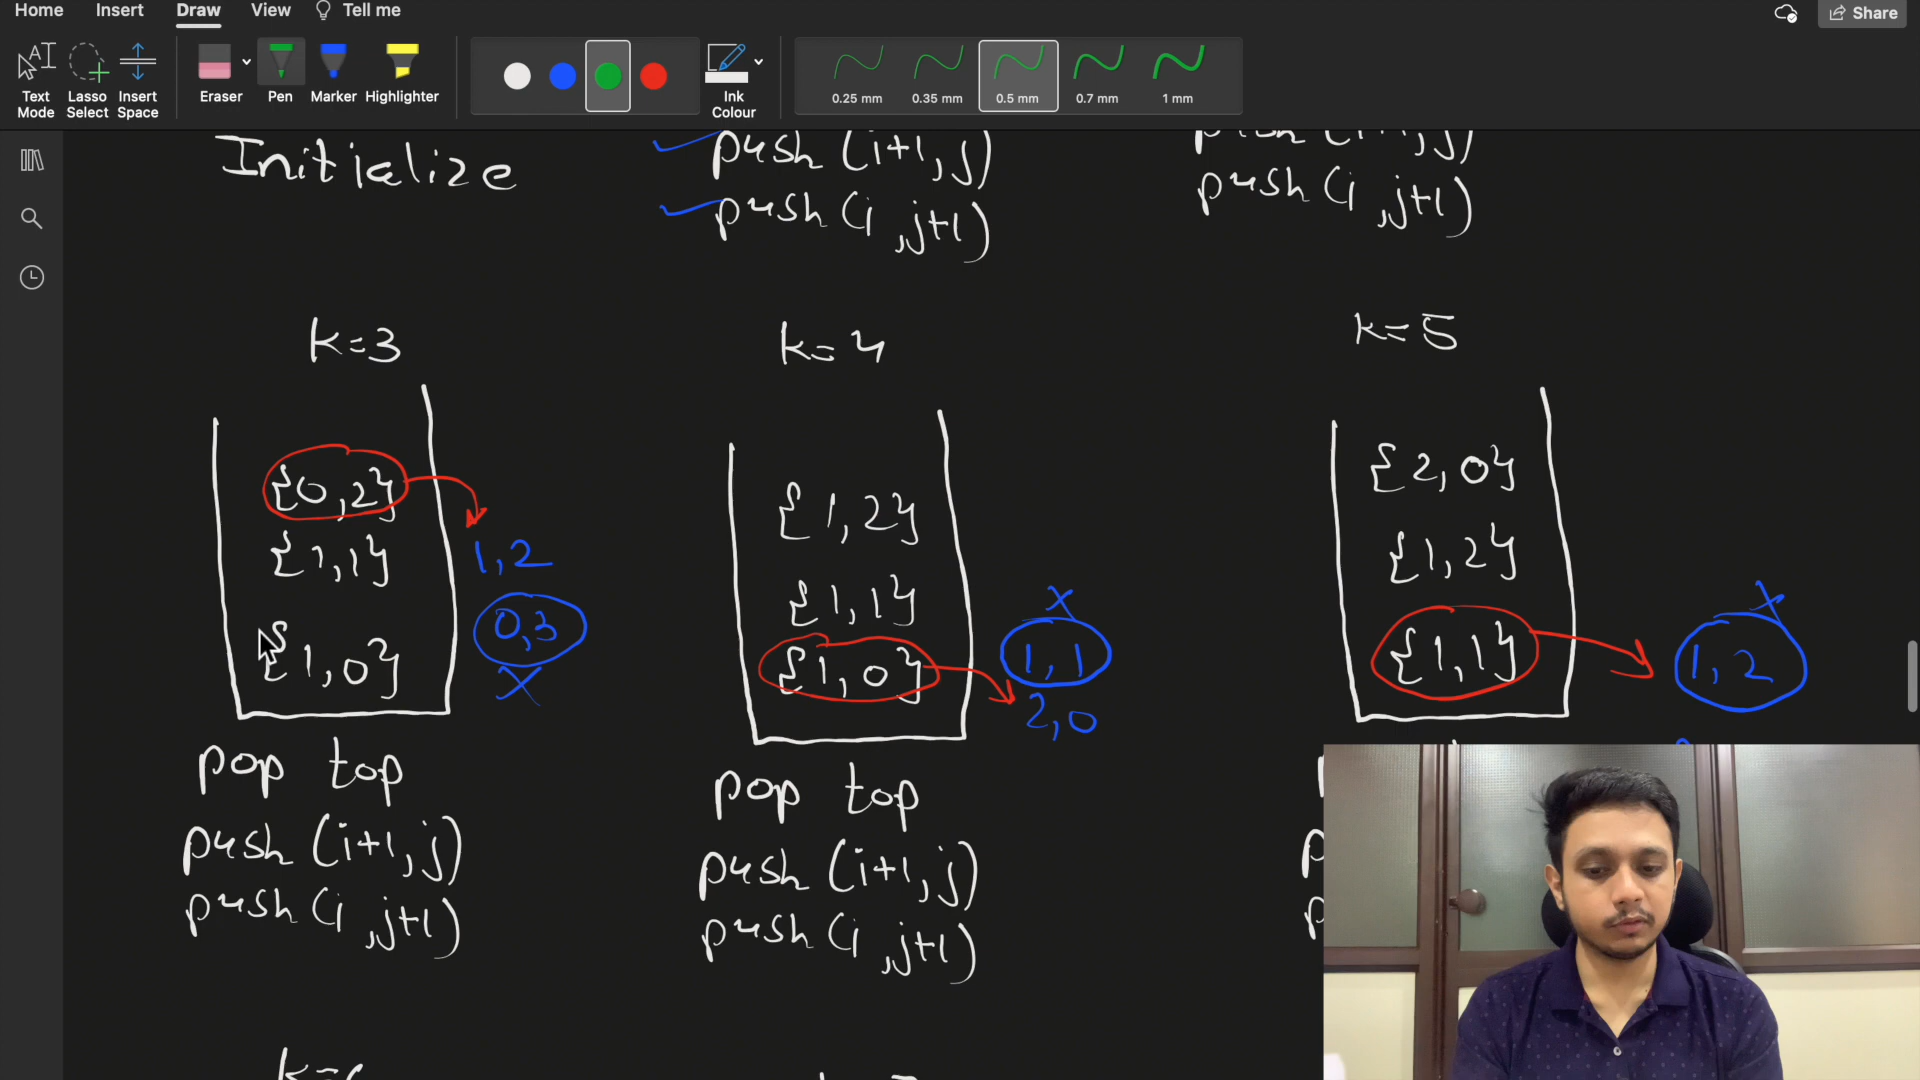 Home Insert Draw View Tell me Share
Text Mode Lasso Select Insert Space Eraser Pen Marker Highlighter Ink Colour 0.25 mm 0.35 mm 0.5 mm 0.7 mm 1 mm
Initialize
push (i+1, j)
push (i, j+1)
push (i+1, j)
push (i, j+1)
k=3
{0,2}
{1,1}
{1,0}
1,2
0,3
x
pop top
push (i+1, j)
push (i, j+1)
k=4
{1,2}
{1,1}
{1,0}
x
1,1
2,0
pop top
push (i+1, j)
push (i, j+1)
k=5
{2,0}
{1,2}
{1,1}
x
1,2